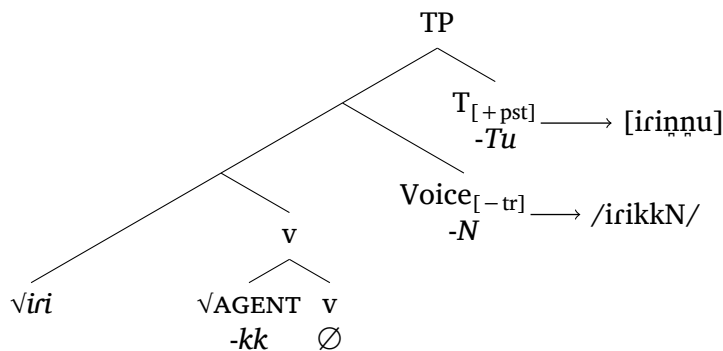 TP
T[+pst]
-Tu
[iɾin̪n̪u]
Voice[−tr]
-N
/iɾikkN/
v
√iɾi
√AGENT v
-kk ∅